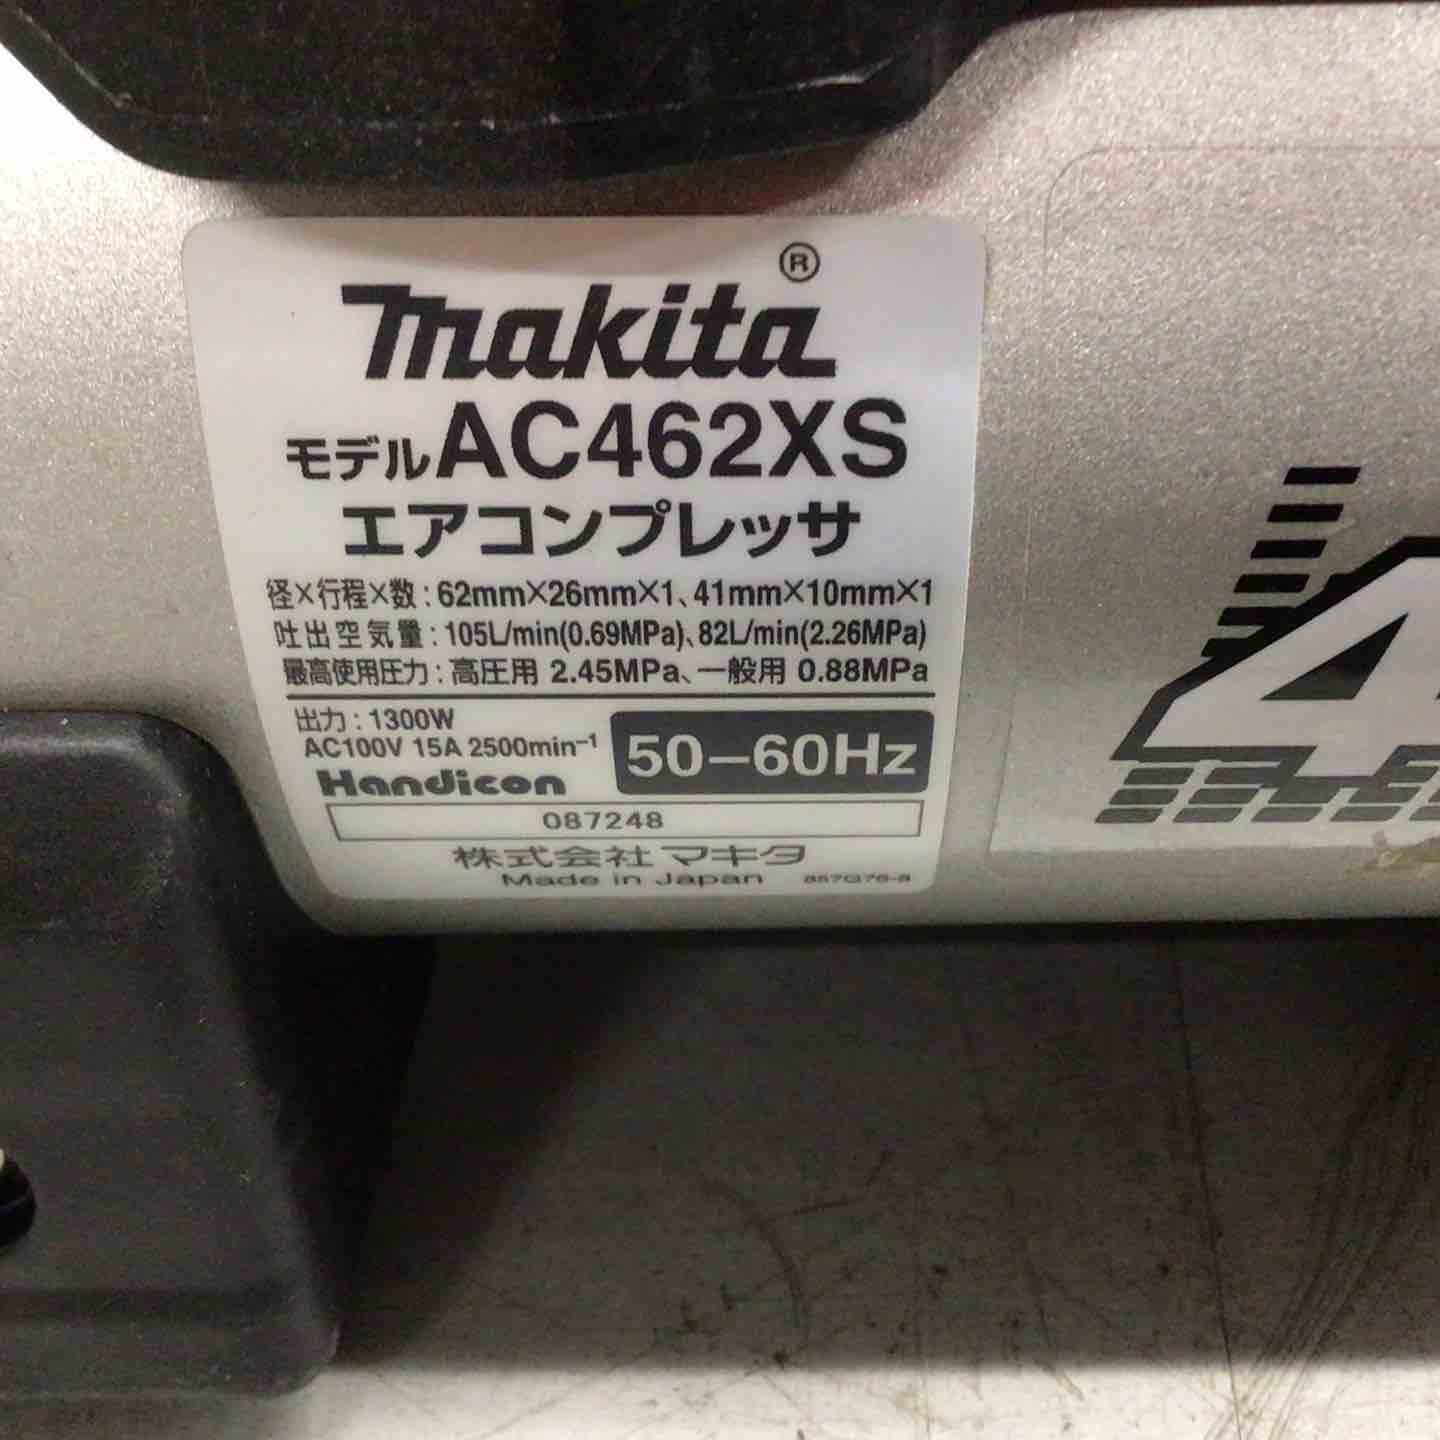 makita®
モデルAC462XS
エアコンプレッサ
径×行程×数:62mm×26mm×1、41mm×10mm×1
吐出空気量:105L/min(0.69MPa)、82L/min(2.26MPa)
最高使用圧力:高圧用 2.45MPa、一般用 0.88MPa
出力:1300W
AC100V 15A 2500min⁻¹
50–60Hz
Handicon
087248
株式会社マキタ
Made in Japan 857G76-8
4